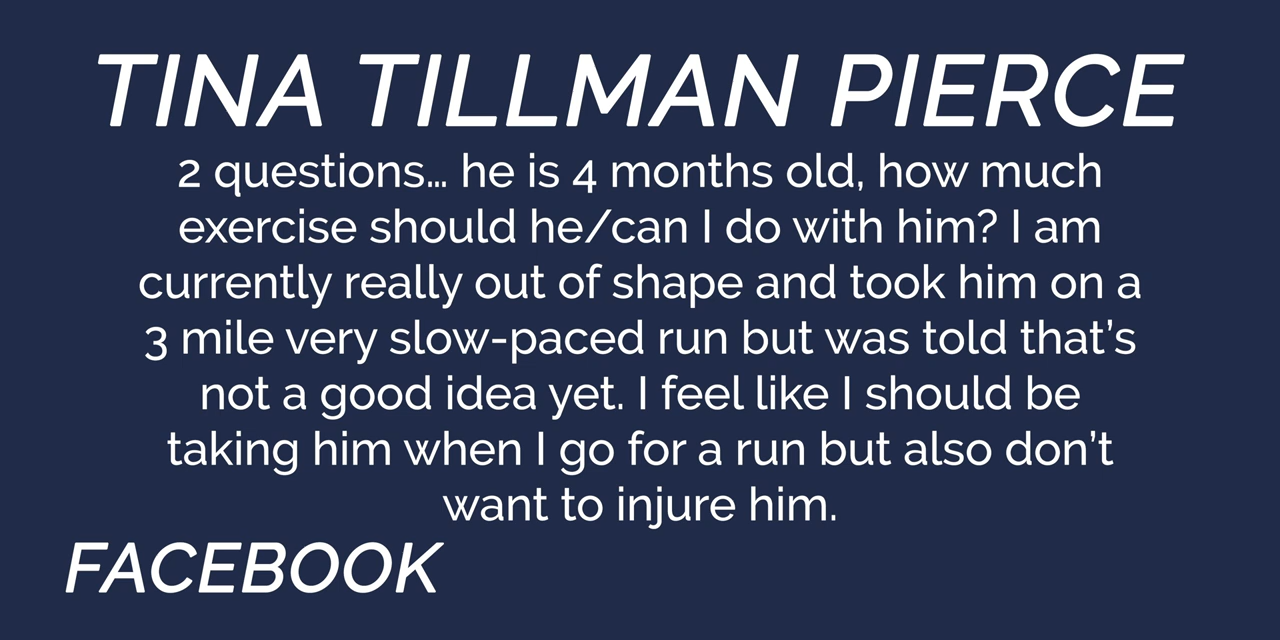 TINA TILLMAN PIERCE
2 questions... he is 4 months old, how much
exercise should he/can I do with him? I am
currently really out of shape and took him on a
3 mile very slow-paced run but was told that’s
not a good idea yet. I feel like I should be
taking him when I go for a run but also don’t
want to injure him.
FACEBOOK